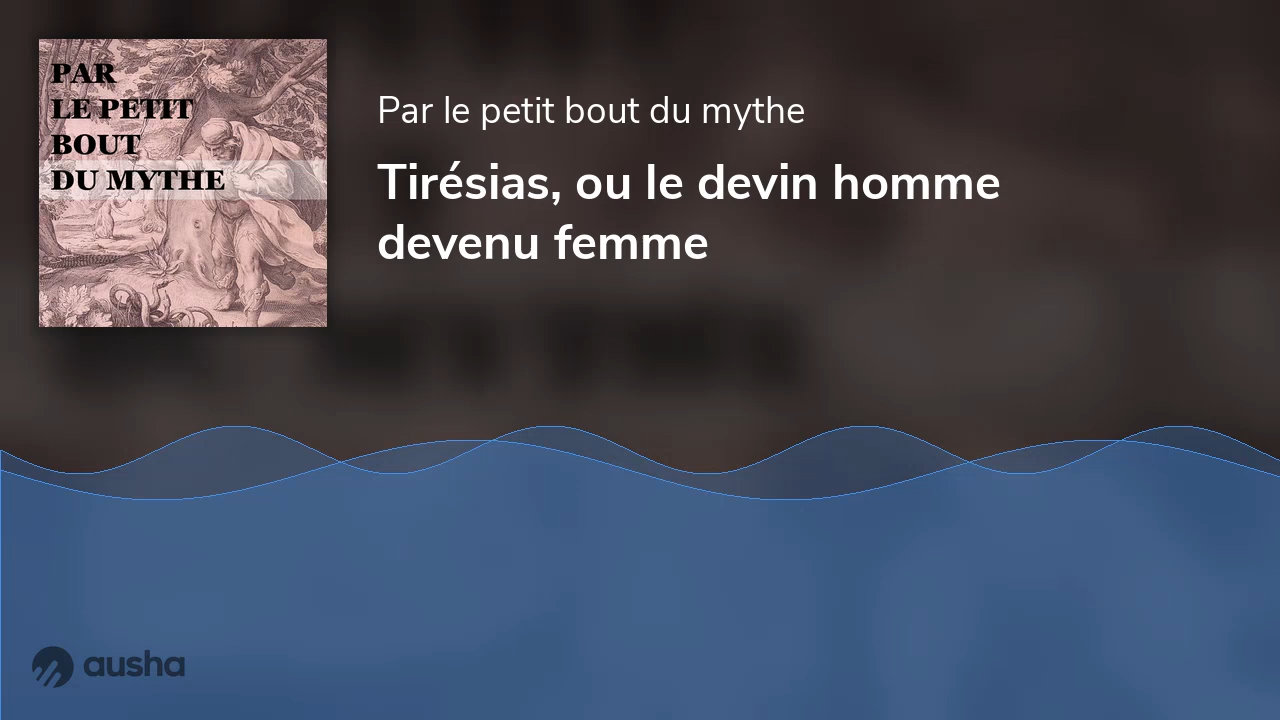 PAR
LE PETIT
BOUT
DU MYTHE
Par le petit bout du mythe
Tirésias, ou le devin homme
devenu femme
ausha